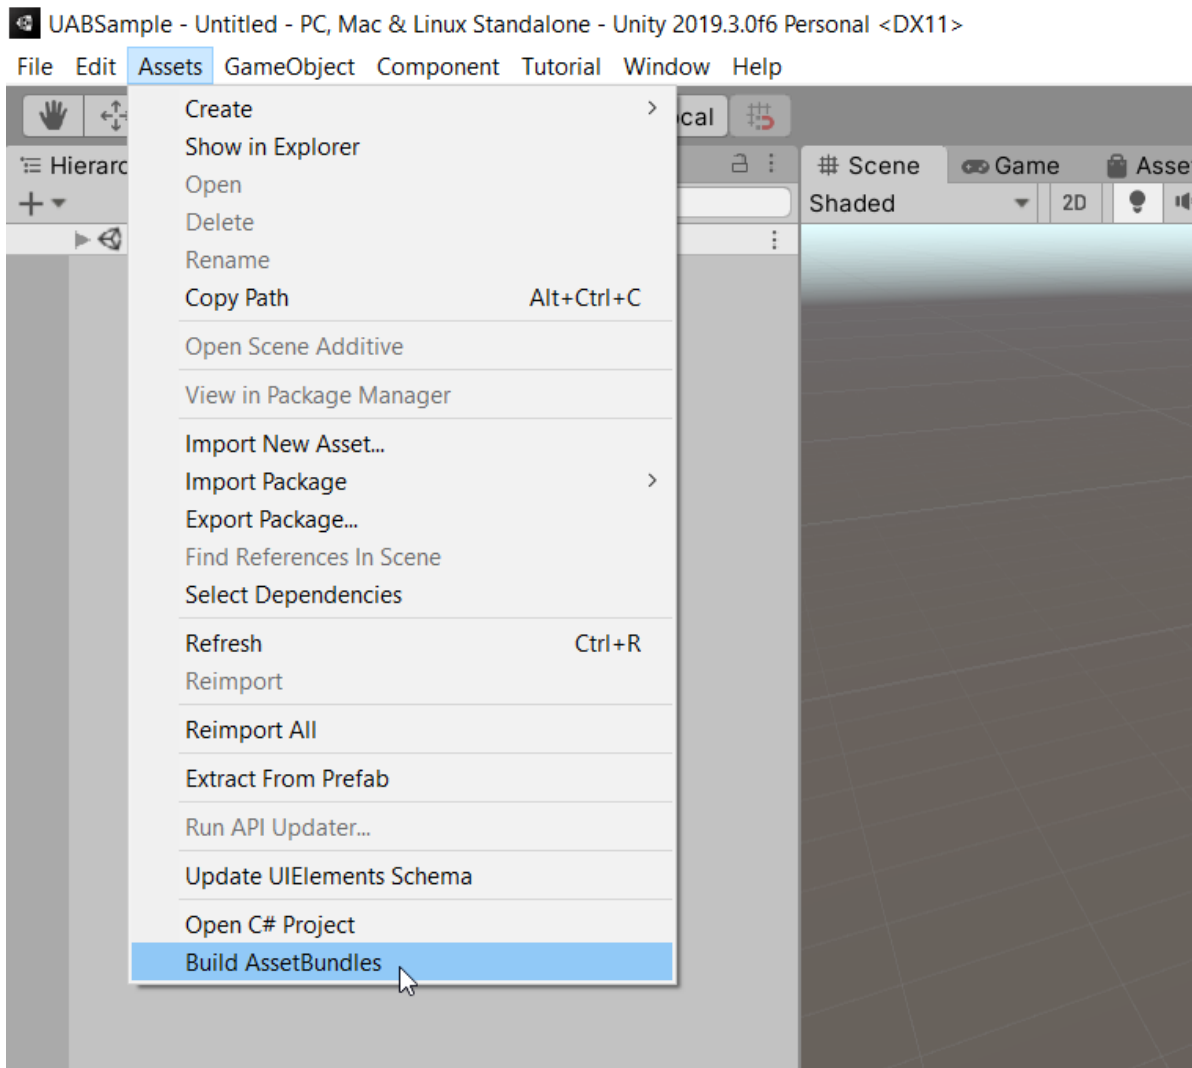 UABSample - Untitled - PC, Mac & Linux Standalone - Unity 2019.3.0f6 Personal <DX11>
File Edit Assets GameObject Component Tutorial Window Help
Create
Show in Explorer
Open
Delete
Rename
Copy Path Alt+Ctrl+C
Open Scene Additive
View in Package Manager
Import New Asset...
Import Package
Export Package...
Find References In Scene
Select Dependencies
Refresh Ctrl+R
Reimport
Reimport All
Extract From Prefab
Run API Updater...
Update UIElements Schema
Open C# Project
Build AssetBundles
cal
Hierarc
Scene Game Asse
Shaded 2D